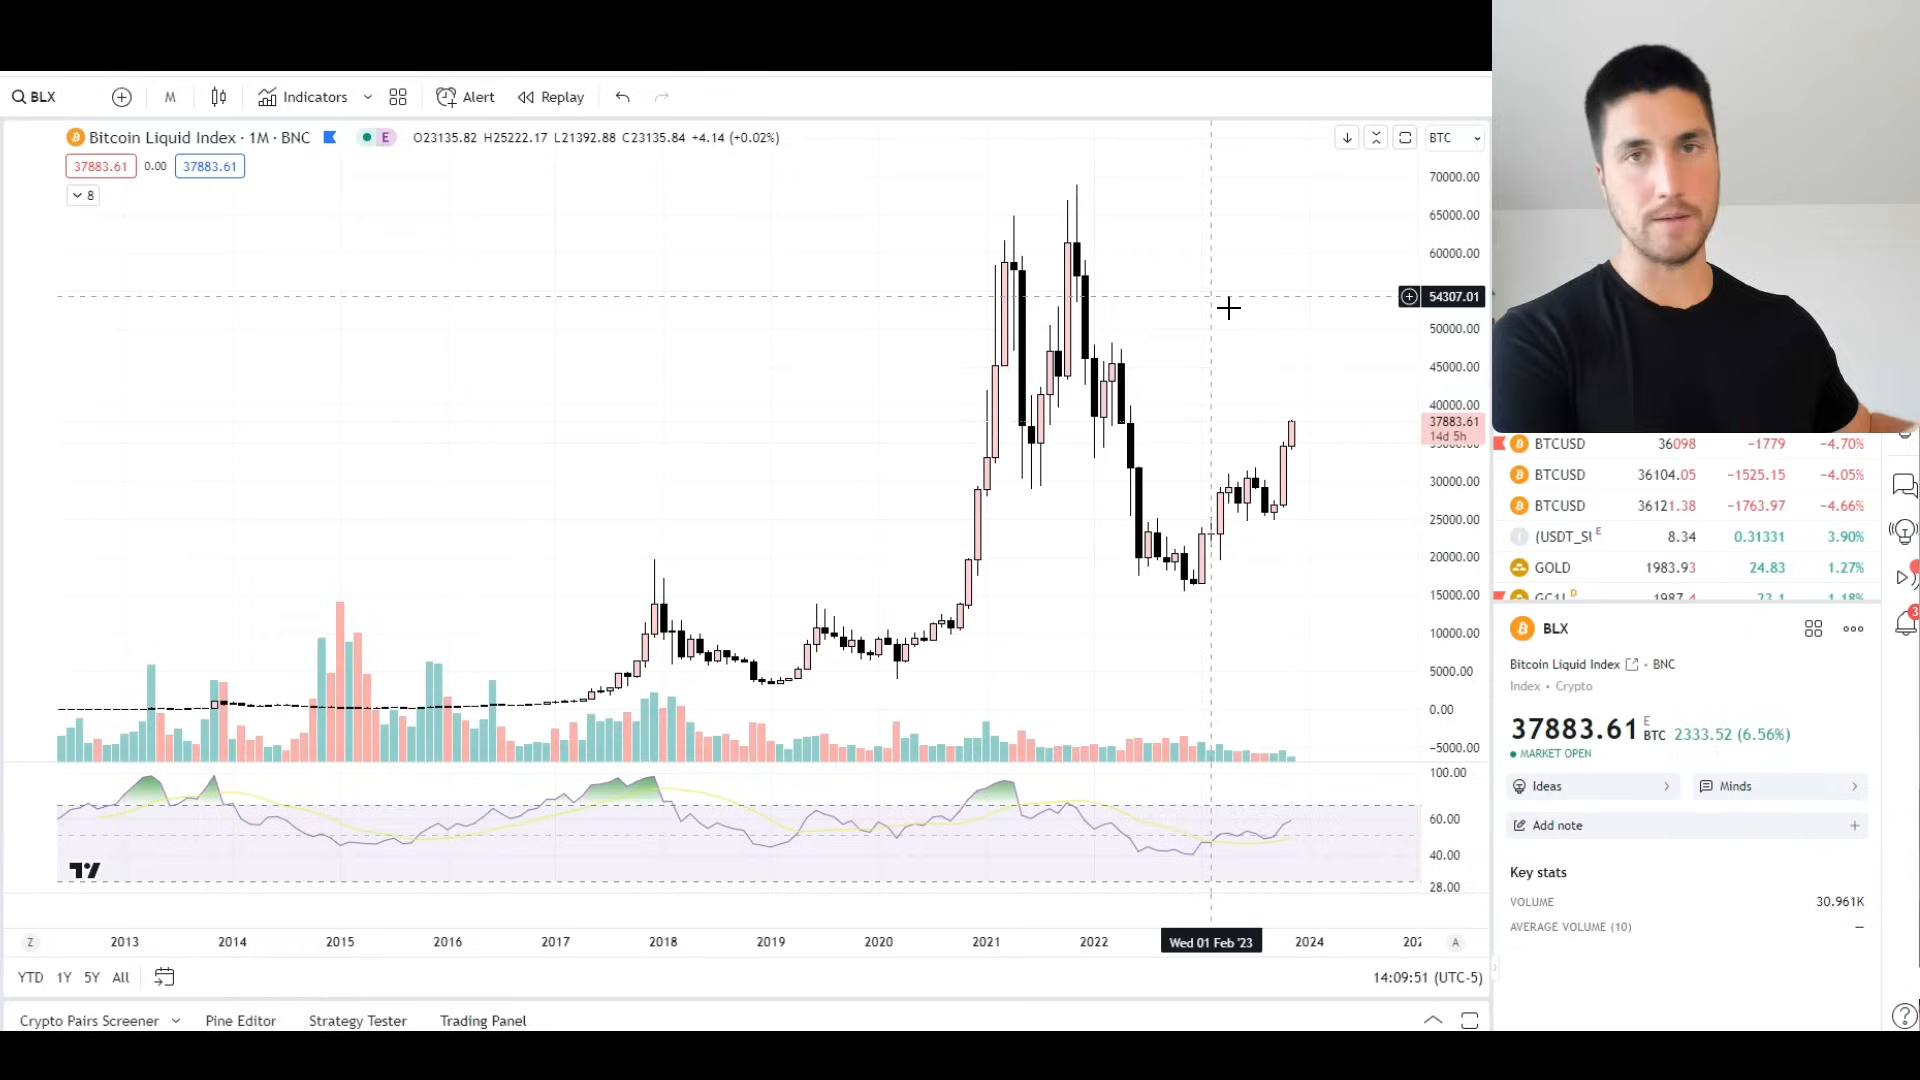 BLX
M
Indicators
Alert
Replay
Bitcoin Liquid Index · 1M · BNC
E
O23135.82 H25222.17 L21392.88 C23135.84 +4.14 (+0.02%)
BTC
37883.61 0.00 37883.61
8
70000.00
65000.00
60000.00
54307.01
50000.00
45000.00
40000.00
37883.61
14d 5h
30000.00
25000.00
20000.00
15000.00
10000.00
5000.00
0.00
−5000.00
100.00
60.00
40.00
28.00
Z 2013 2014 2015 2016 2017 2018 2019 2020 2021 2022 Wed 01 Feb '23 2024 A
YTD 1Y 5Y All
14:09:51 (UTC-5)
Crypto Pairs Screener Pine Editor Strategy Tester Trading Panel
BTCUSD 36098 −1779 −4.70%
BTCUSD 36104.05 −1525.15 −4.05%
BTCUSD 36121.38 −1763.97 −4.66%
E 8.34 0.31331 3.90%
GOLD 1983.93 24.83 1.27%
D
3
BLX
Bitcoin Liquid Index • BNC
Index • Crypto
37883.61 E BTC 2333.52 (6.56%)
MARKET OPEN
Ideas
Minds
Add note
Key stats
VOLUME 30.961K
AVERAGE VOLUME (10) —